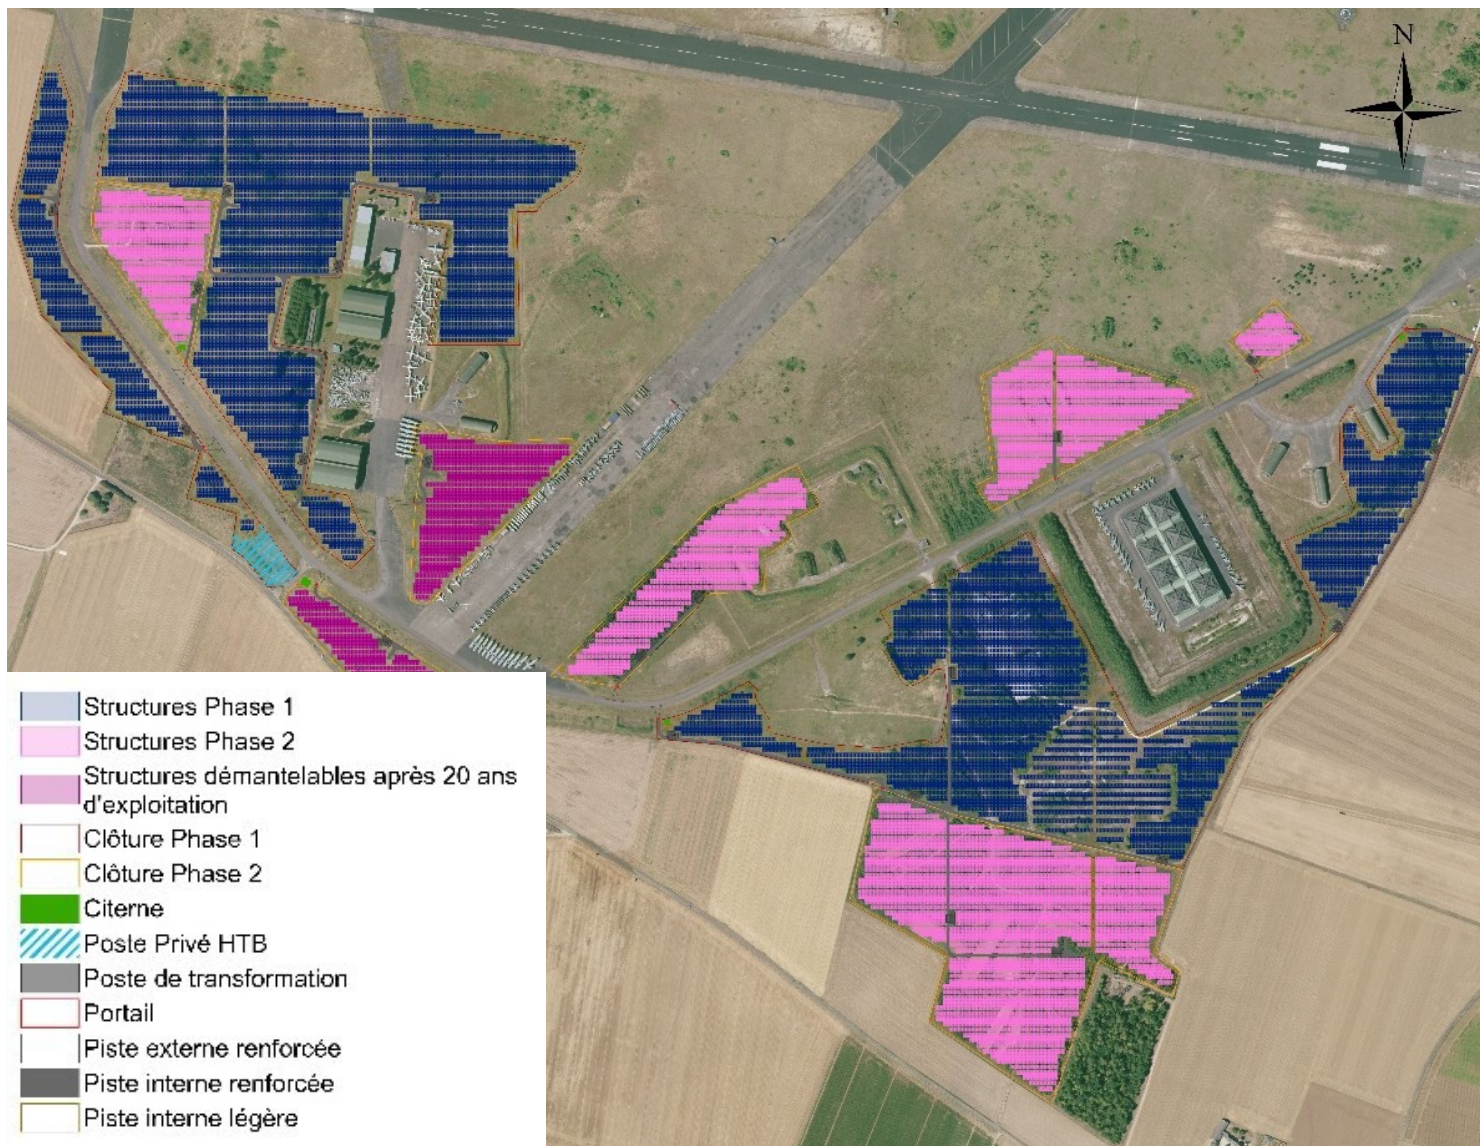 N
Structures Phase 1
Structures Phase 2
Structures démantelables après 20 ans
d'exploitation
Clôture Phase 1
Clôture Phase 2
Citerne
Poste Privé HTB
Poste de transformation
Portail
Piste externe renforcée
Piste interne renforcée
Piste interne légère